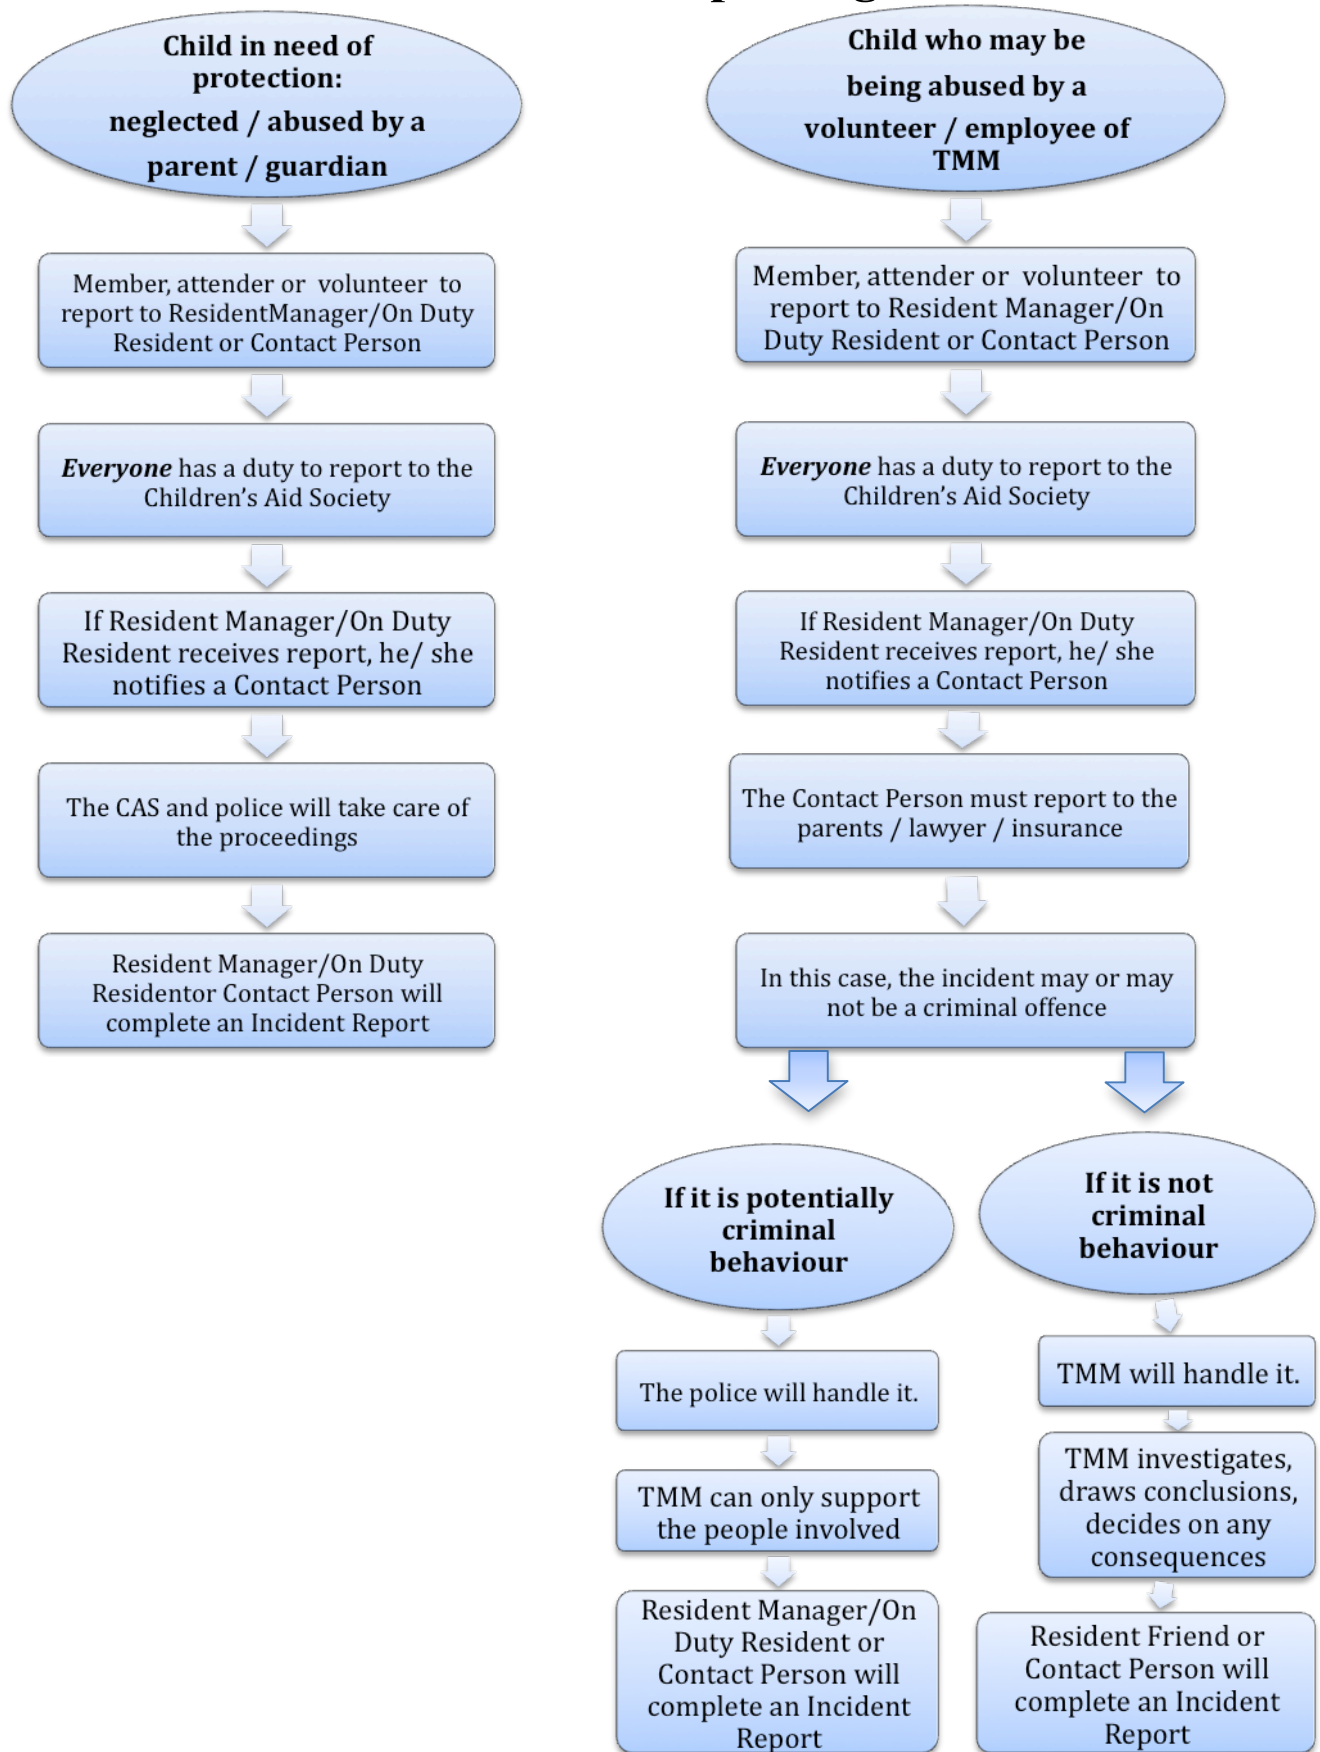 Child in need of
protection:
neglected / abused by a
parent / guardian
Member, attender or volunteer to
report to ResidentManager/On Duty
Resident or Contact Person
Everyone has a duty to report to the
Children's Aid Society
If Resident Manager/On Duty
Resident receives report, he/ she
notifies a Contact Person
The CAS and police will take care of
the proceedings
Resident Manager/On Duty
Residentor Contact Person will
complete an Incident Report
Child who may be
being abused by a
volunteer / employee of
TMM
Member, attender or volunteer to
report to Resident Manager/On
Duty Resident or Contact Person
Everyone has a duty to report to the
Children's Aid Society
If Resident Manager/On Duty
Resident receives report, he/ she
notifies a Contact Person
The Contact Person must report to the
parents / lawyer / insurance
In this case, the incident may or may
not be a criminal offence
If it is potentially
criminal
behaviour
The police will handle it.
TMM can only support
the people involved
Resident Manager/On
Duty Resident or
Contact Person will
complete an Incident
Report
If it is not
criminal
behaviour
TMM will handle it.
TMM investigates,
draws conclusions,
decides on any
consequences
Resident Friend or
Contact Person will
complete an Incident
Report